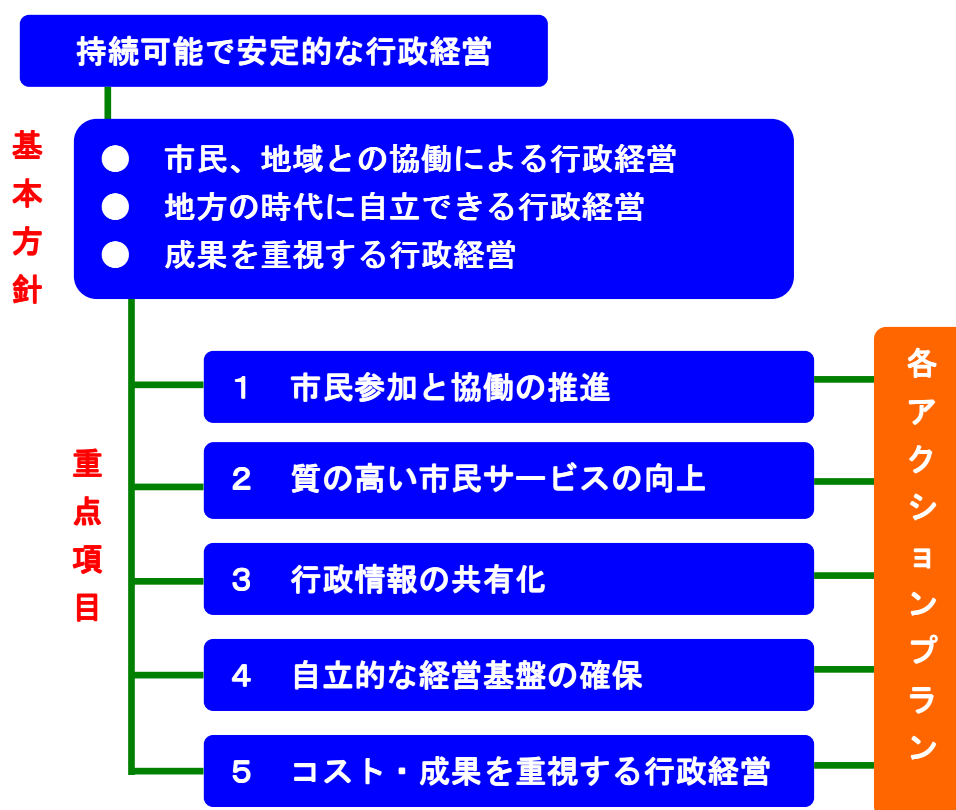 持続可能で安定的な行政経営
基本方針
● 市民、地域との協働による行政経営
● 地方の時代に自立できる行政経営
● 成果を重視する行政経営
重点項目
1 市民参加と協働の推進
2 質の高い市民サービスの向上
3 行政情報の共有化
4 自立的な経営基盤の確保
5 コスト・成果を重視する行政経営
各アクションプラン